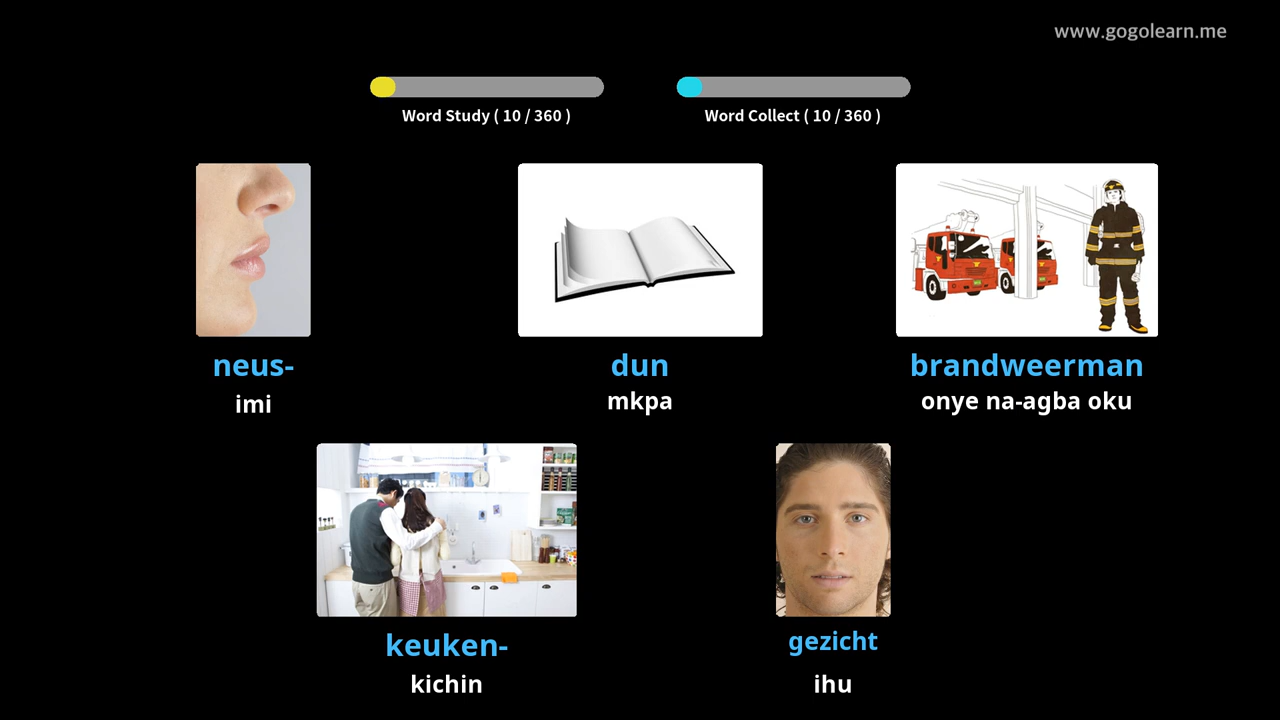 www.gogolearn.me
Word Study ( 10 / 360 )
Word Collect ( 10 / 360 )
neus-
imi
dun
mkpa
brandweerman
onye na-agba oku
keuken-
kichin
gezicht
ihu